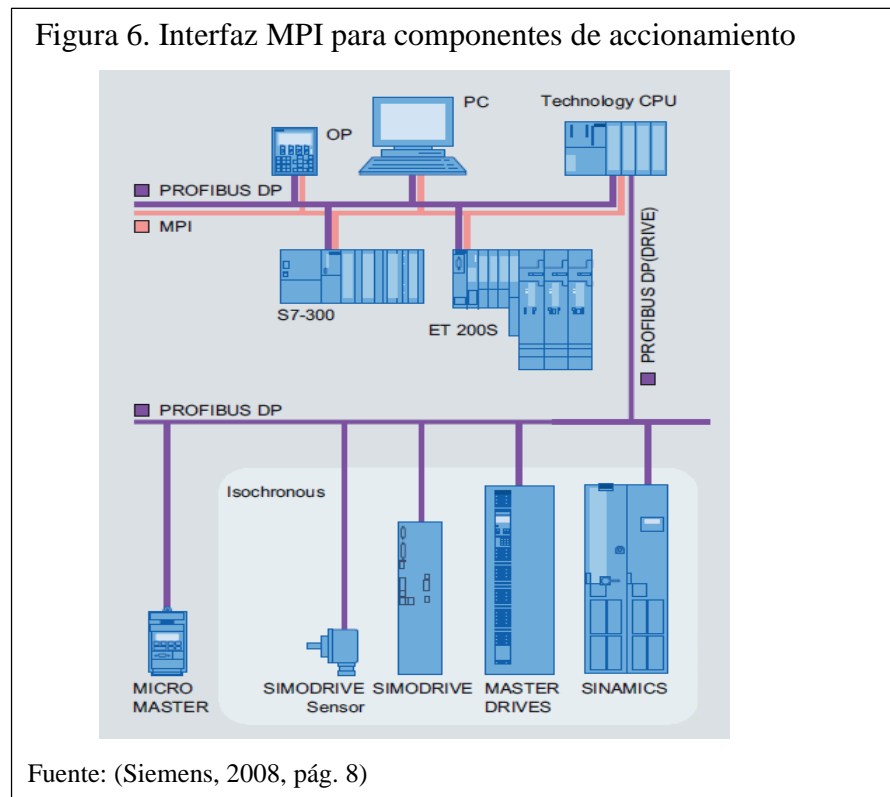 Figura 6. Interfaz MPI para componentes de accionamiento
PC
Technology CPU
OP
PROFIBUS DP
MPI
S7-300
ET 200S
PROFIBUS DP(DRIVE)
PROFIBUS DP
Isochronous
MICRO
MASTER
SIMODRIVE
Sensor
SIMODRIVE
MASTER
DRIVES
SINAMICS
Fuente: (Siemens, 2008, pág. 8)